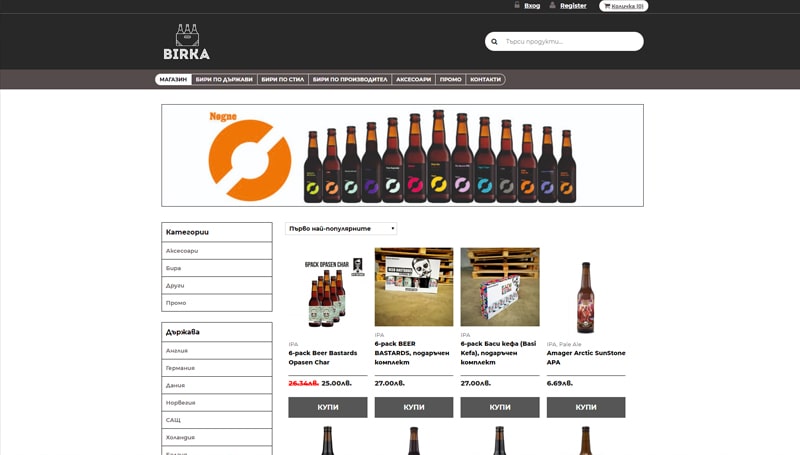 Вход
Register
Количка (0)
BIRKA
Търси продукти...
МАГАЗИН
БИРИ ПО ДЪРЖАВИ
БИРИ ПО СТИЛ
БИРИ ПО ПРОИЗВОДИТЕЛ
АКСЕСОАРИ
ПРОМО
КОНТАКТИ
Nøgne
Категории
Аксесоари
Бира
Други
Промо
Държава
Англия
Германия
Дания
Норвегия
САЩ
Холандия
Първо най-популярните
6PACK OPASEN CHAR
IPA
6-pack Beer Bastards
Opasen Char
26.34лв. 25.00лв.
КУПИ
BEER BASTARDS
IPA
6-pack BEER
BASTARDS, подаръчен
комплект
27.00лв.
КУПИ
IPA
6-pack Баси кефа (Basi
Kefa), подаръчен
комплект
27.00лв.
КУПИ
IPA, Pale Ale
Amager Arctic SunStone
APA
6.69лв.
КУПИ